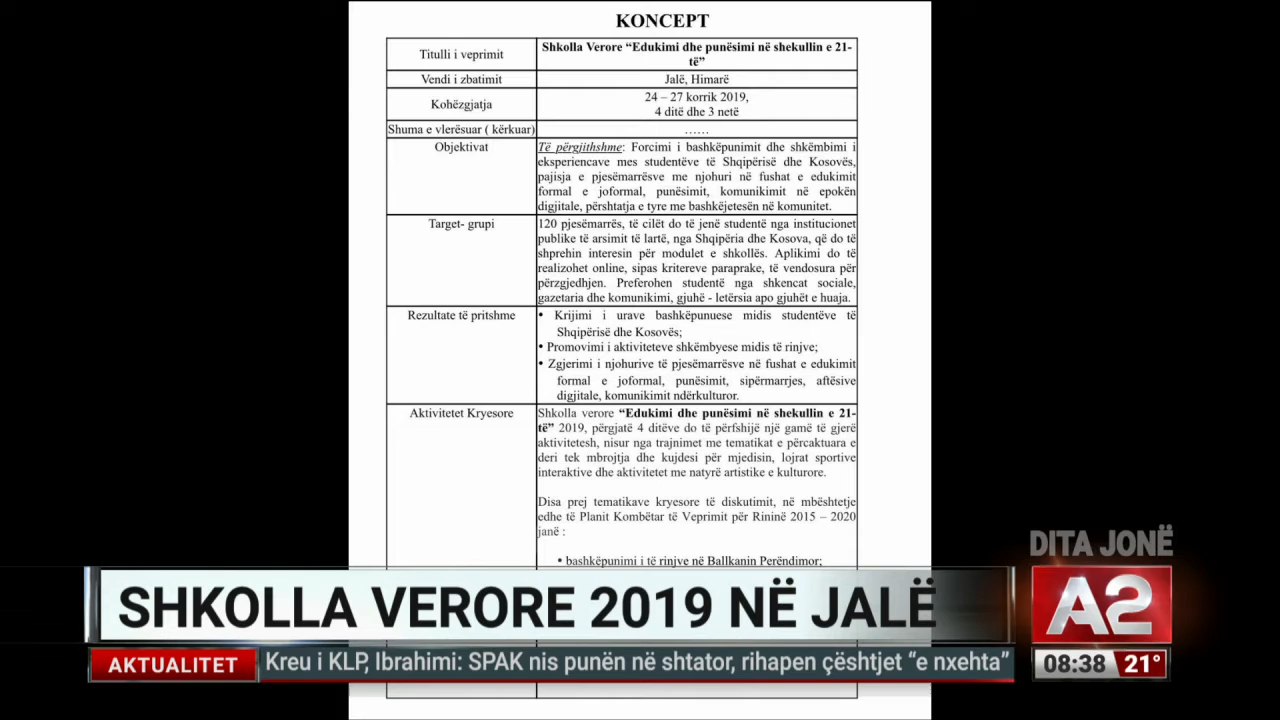 KONCEPT
Titulli i veprimit
Shkolla Verore “Edukimi dhe punësimi në shekullin e 21-
të”
Vendi i zbatimit
Jalë, Himarë
Kohëzgjatja
24 – 27 korrik 2019,
4 ditë dhe 3 netë
Shuma e vlerësuar ( kërkuar)
……
Objektivat
Të përgjithshme: Forcimi i bashkëpunimit dhe shkëmbimi i
eksperiencave mes studentëve të Shqipërisë dhe Kosovës,
pajisja e pjesëmarrësve me njohuri në fushat e edukimit
formal e joformal, punësimit, komunikimit në epokën
digjitale, përshtatja e tyre me bashkëjetesën në komunitet.
Target- grupi
120 pjesëmarrës, të cilët do të jenë studentë nga institucionet
publike të arsimit të lartë, nga Shqipëria dhe Kosova, që do të
shprehin interesin për modulet e shkollës. Aplikimi do të
realizohet online, sipas kritereve paraprake, të vendosura për
përzgjedhjen. Preferohen studentë nga shkencat sociale,
gazetaria dhe komunikimi, gjuhë - letërsia apo gjuhët e huaja.
Rezultate të pritshme
• Krijimi i urave bashkëpunuese midis studentëve të
Shqipërisë dhe Kosovës;
• Promovimi i aktiviteteve shkëmbyese midis të rinjve;
• Zgjerimi i njohurive të pjesëmarrësve në fushat e edukimit
formal e joformal, punësimit, sipërmarrjes, aftësive
digjitale, komunikimit ndërkulturor.
Aktivitetet Kryesore
Shkolla verore “Edukimi dhe punësimi në shekullin e 21-
të” 2019, përgjatë 4 ditëve do të përfshijë një gamë të gjerë
aktivitetesh, nisur nga trajnimet me tematikat e përcaktuara e
deri tek mbrojtja dhe kujdesi për mjedisin, lojrat sportive
interaktive dhe aktivitetet me natyrë artistike e kulturore.
Disa prej tematikave kryesore të diskutimit, në mbështetje
edhe të Planit Kombëtar të Veprimit për Rininë 2015 – 2020
janë :
• bashkëpunimi i të rinjve në Ballkanin Perëndimor;
DITA JONË
SHKOLLA VERORE 2019 NË JALË
A2
AKTUALITET
Kreu i KLP, Ibrahimi: SPAK nis punën në shtator, rihapen çështjet “e nxehta”
08:38 21°